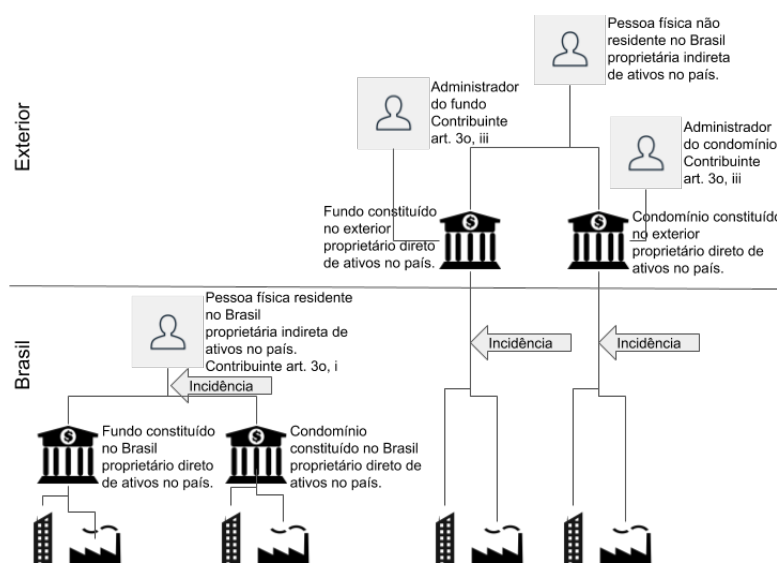 Exterior
Pessoa física não
residente no Brasil
proprietária indireta
de ativos no país.
Administrador
do fundo
Contribuinte
art. 3o, iii
Administrador
do condomínio
Contribuinte
art. 3o, iii
Fundo constituído
no exterior
proprietário direto
de ativos no país.
Condomínio constituído
no exterior
proprietário direto de
ativos no país.
Brasil
Pessoa física residente
no Brasil
proprietária indireta de
ativos no país.
Contribuinte art. 3o, i
Incidência
Incidência
Incidência
Fundo constituído
no Brasil
proprietário direto
de ativos no país.
Condomínio
constituído no Brasil
proprietário direto de
ativos no país.